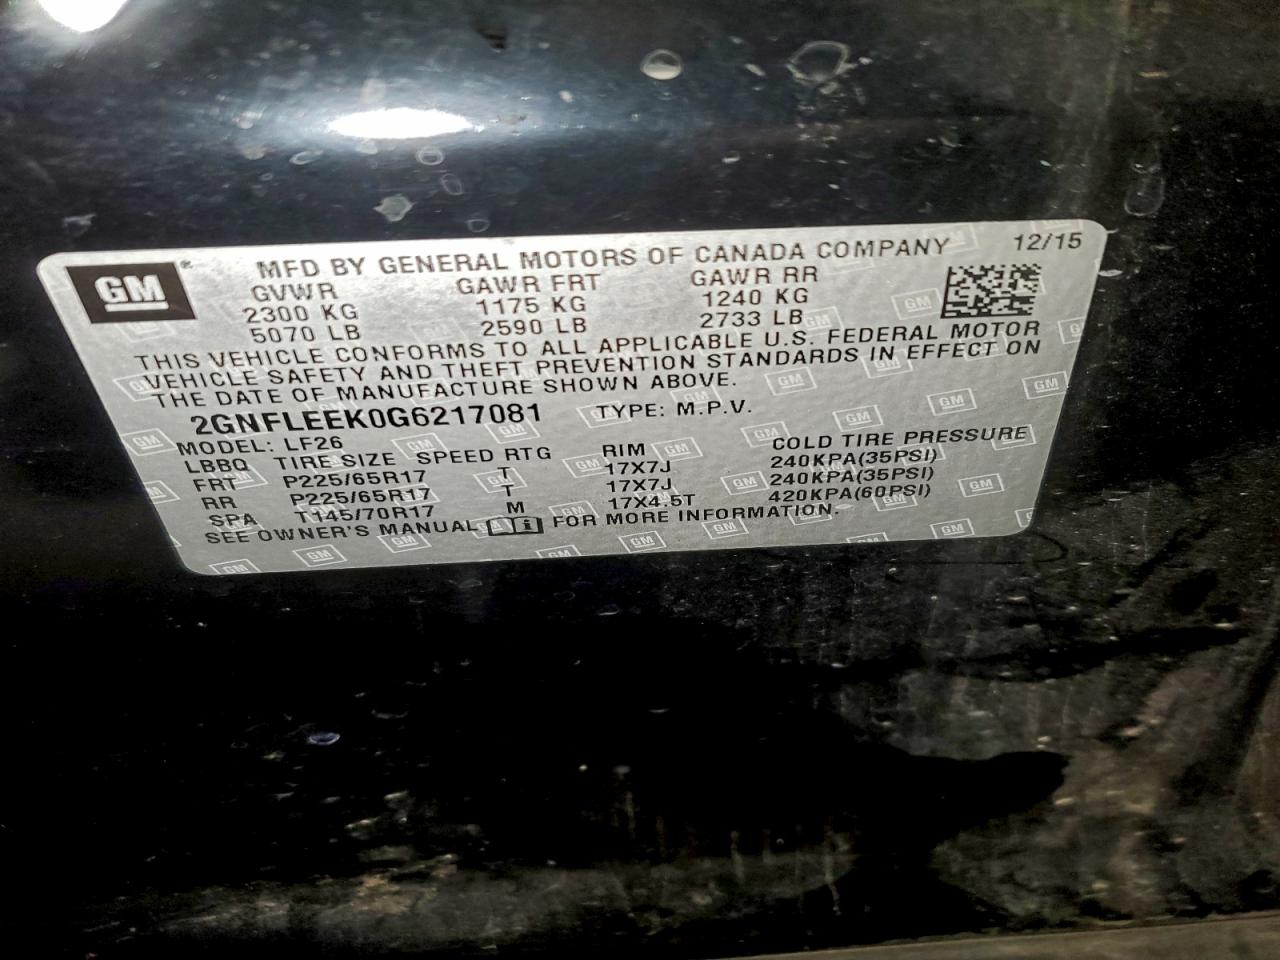 GM® MFD BY GENERAL MOTORS OF CANADA COMPANY 12/15
GVWR GAWR FRT GAWR RR
2300 KG 1175 KG 1240 KG
5070 LB 2590 LB 2733 LB
THIS VEHICLE CONFORMS TO ALL APPLICABLE U.S. FEDERAL MOTOR
VEHICLE SAFETY AND THEFT PREVENTION STANDARDS IN EFFECT ON
THE DATE OF MANUFACTURE SHOWN ABOVE.
2GNFLEEK0G6217081 TYPE: M.P.V.
MODEL: LF26
LBBQ TIRE SIZE SPEED RTG RIM COLD TIRE PRESSURE
FRT P225/65R17 T 17X7J 240KPA(35PSI)
RR P225/65R17 T 17X7J 240KPA(35PSI)
SPA T145/70R17 M 17X4.5T 420KPA(60PSI)
SEE OWNER'S MANUAL i FOR MORE INFORMATION.